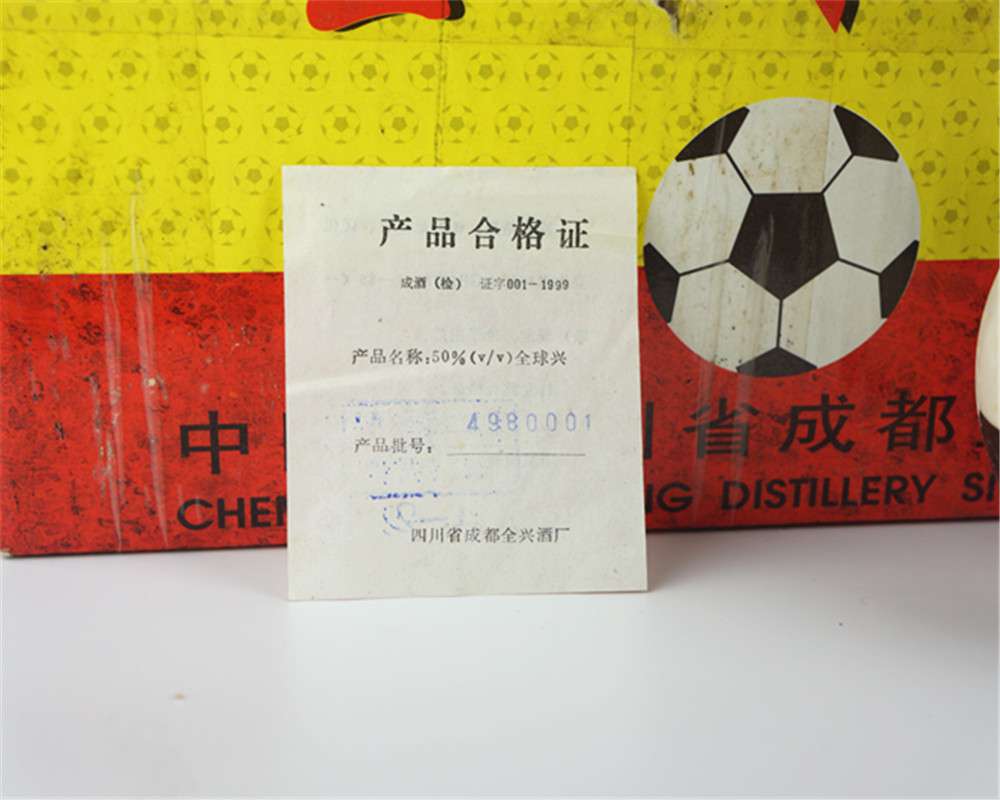 产品合格证
成酒（检） 证字001-1999
产品名称：50%(v/v)全球兴
4980001
产品批号：
四川省成都全兴酒厂
中 省成都
CHEN NG DISTILLERY